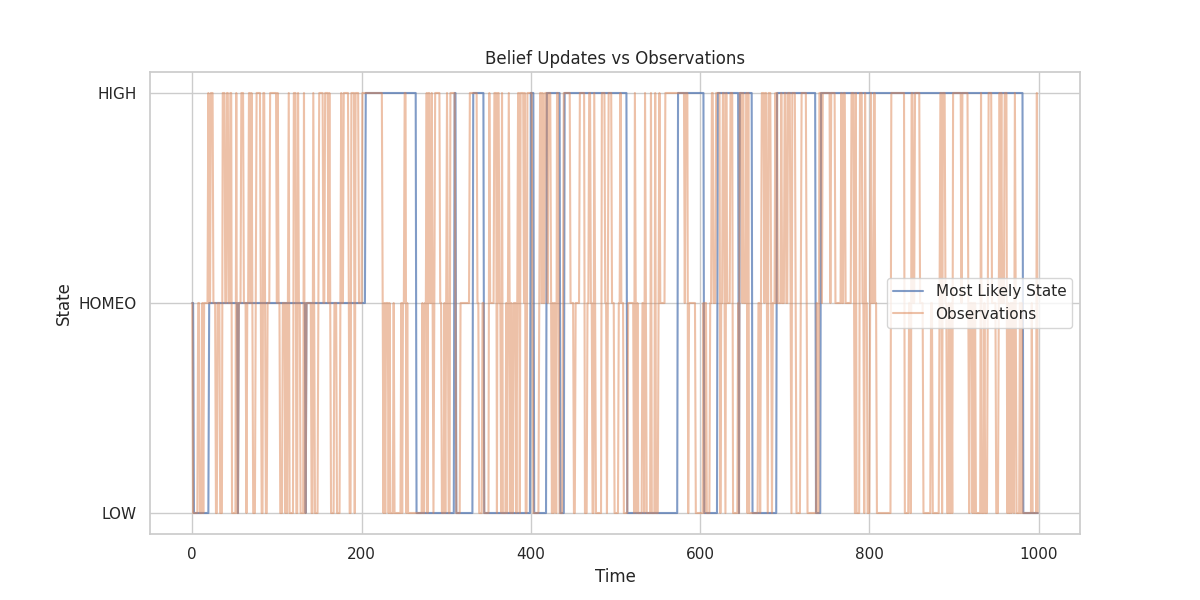 Belief Updates vs Observations
HIGH
HOMEO
LOW
State
Most Likely State
Observations
0
200
400
600
800
1000
Time